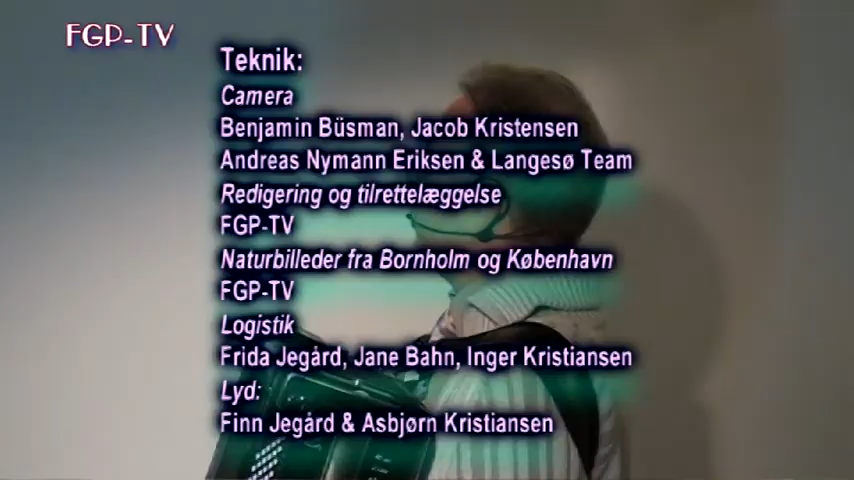 FGP-TV
Teknik:
Camera
Benjamin Büsman, Jacob Kristensen
Andreas Nymann Eriksen & Langesø Team
Redigering og tilrettelæggelse
FGP-TV
Naturbilleder fra Bornholm og København
FGP-TV
Logistik
Frida Jegård, Jane Bahn, Inger Kristiansen
Lyd:
Finn Jegård & Asbjørn Kristiansen